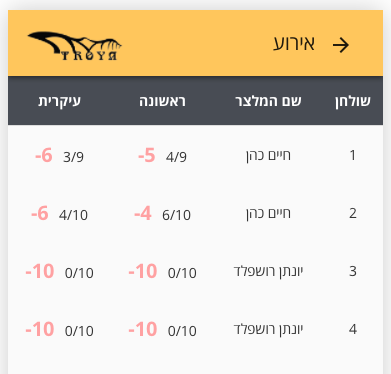 אירוע
TROYA
שולחן שם המלצר ראשונה עיקרית
1 חיים כהן 4/9 -5 3/9 -6
2 חיים כהן 6/10 -4 4/10 -6
3 יונתן רושפלד 0/10 -10 0/10 -10
4 יונתן רושפלד 0/10 -10 0/10 -10